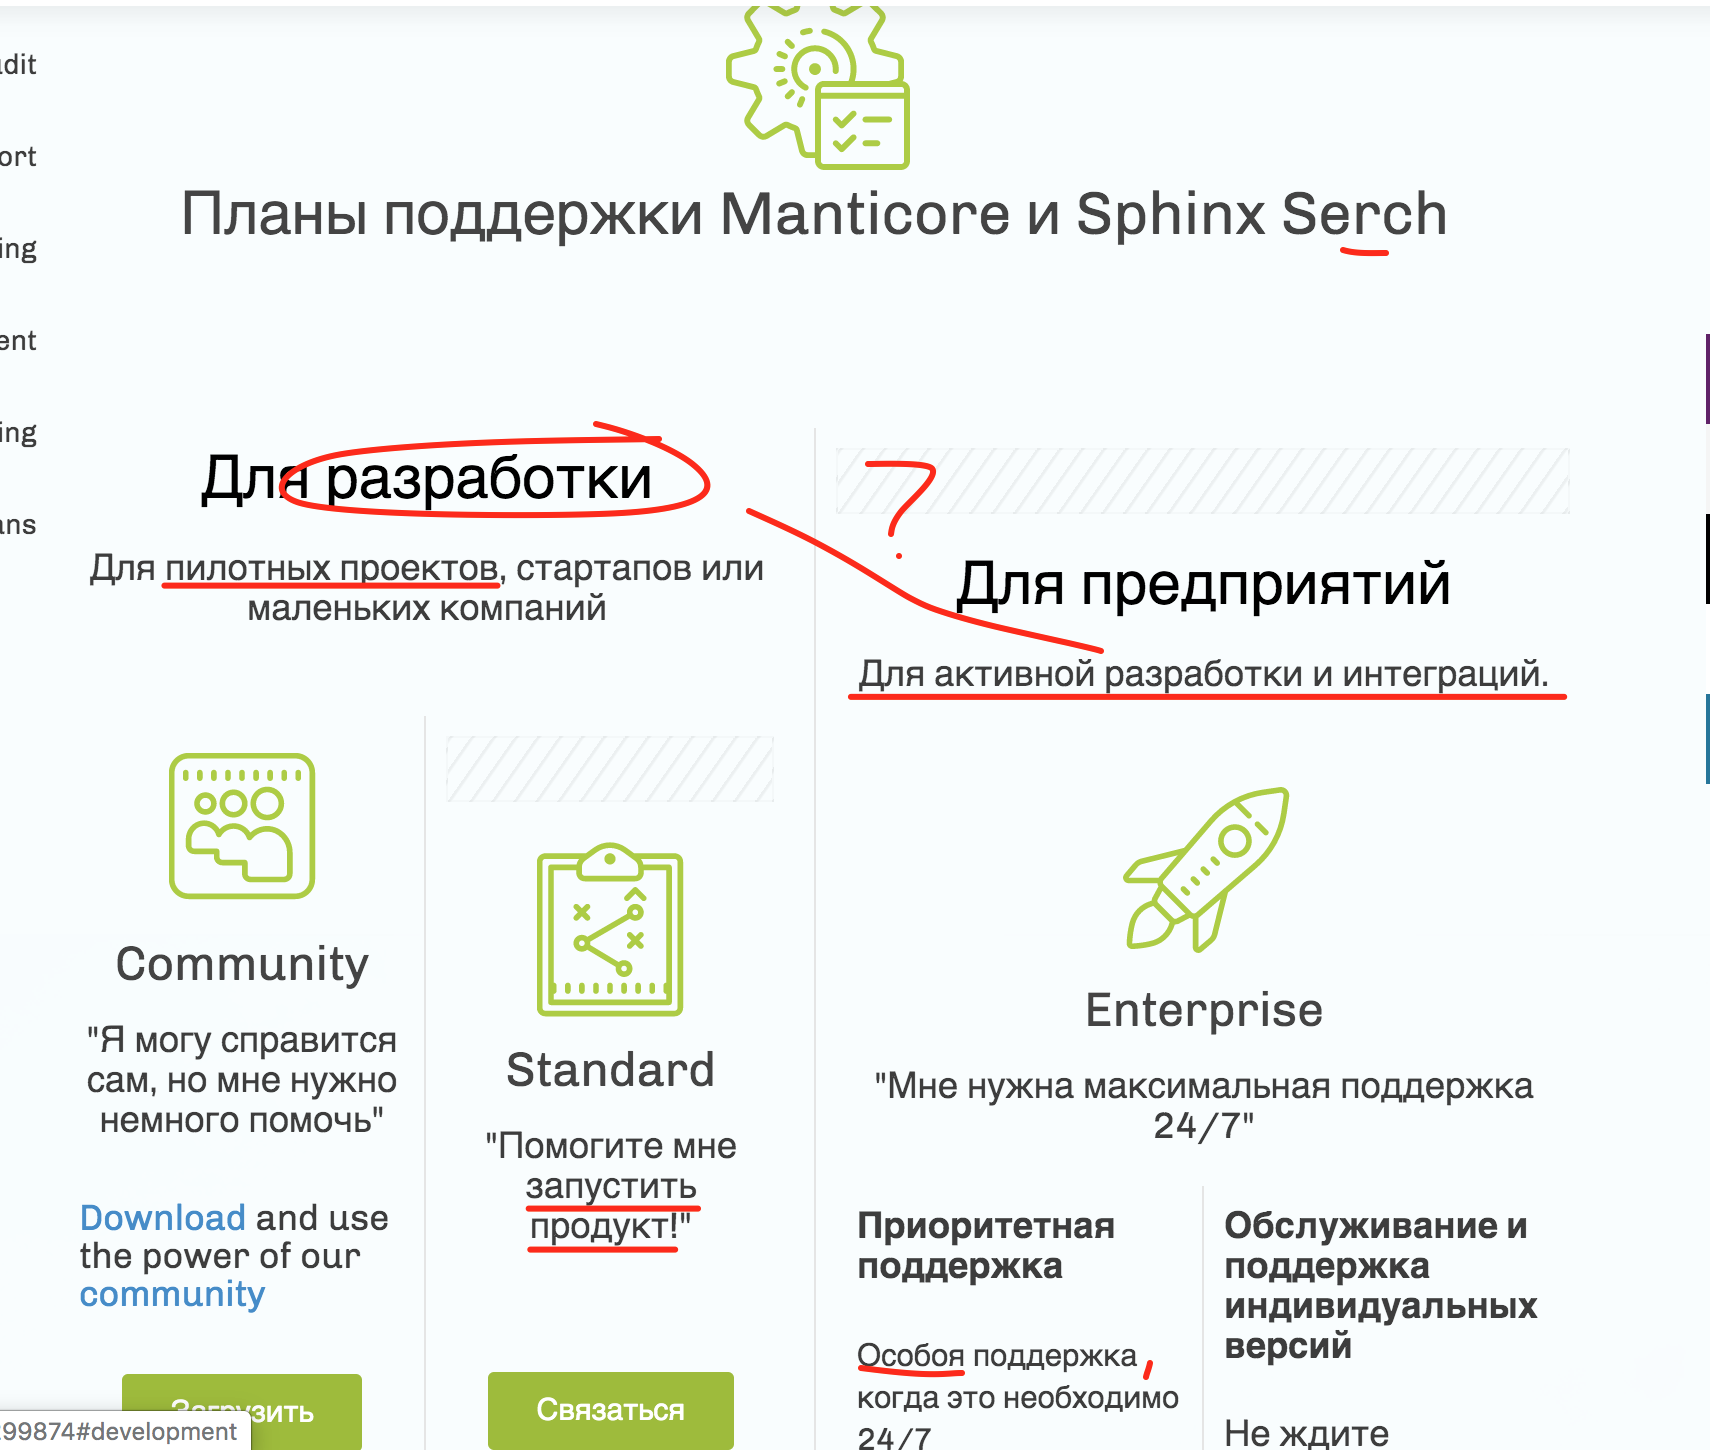 dit
ort
ing
ent
ing
ans
Планы поддержки Manticore и Sphinx Serch
Для разработки
Для пилотных проектов, стартапов или
маленьких компаний
?
Для предприятий
Для активной разработки и интеграций.
Community
"Я могу справится
сам, но мне нужно
немного помочь"
Download and use
the power of our
community
Загрузить
Standard
"Помогите мне
запустить
продукт!"
Связаться
Enterprise
"Мне нужна максимальная поддержка
24/7"
Приоритетная
поддержка
Особоя поддержка ,
когда это необходимо
24/7
Обслуживание и
поддержка
индивидуальных
версий
Не ждите
99874#development